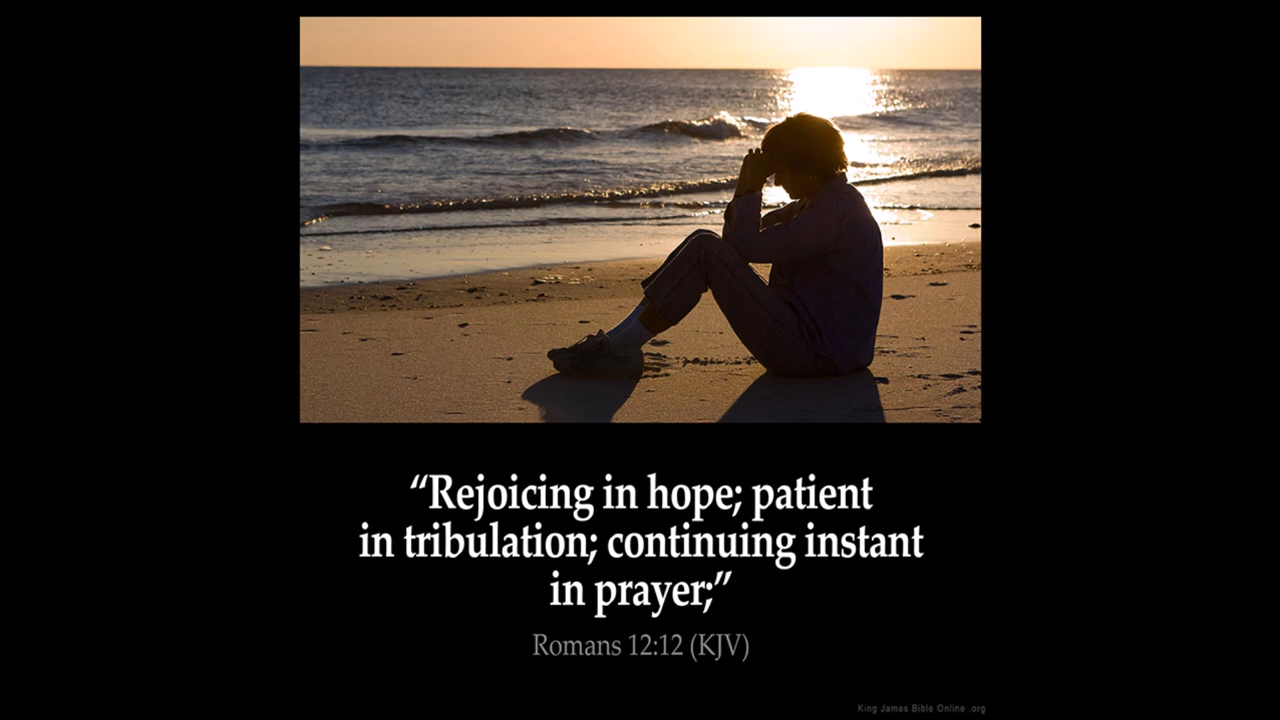 “Rejoicing in hope; patient
in tribulation; continuing instant
in prayer;”
Romans 12:12 (KJV)
King James Bible Online .org